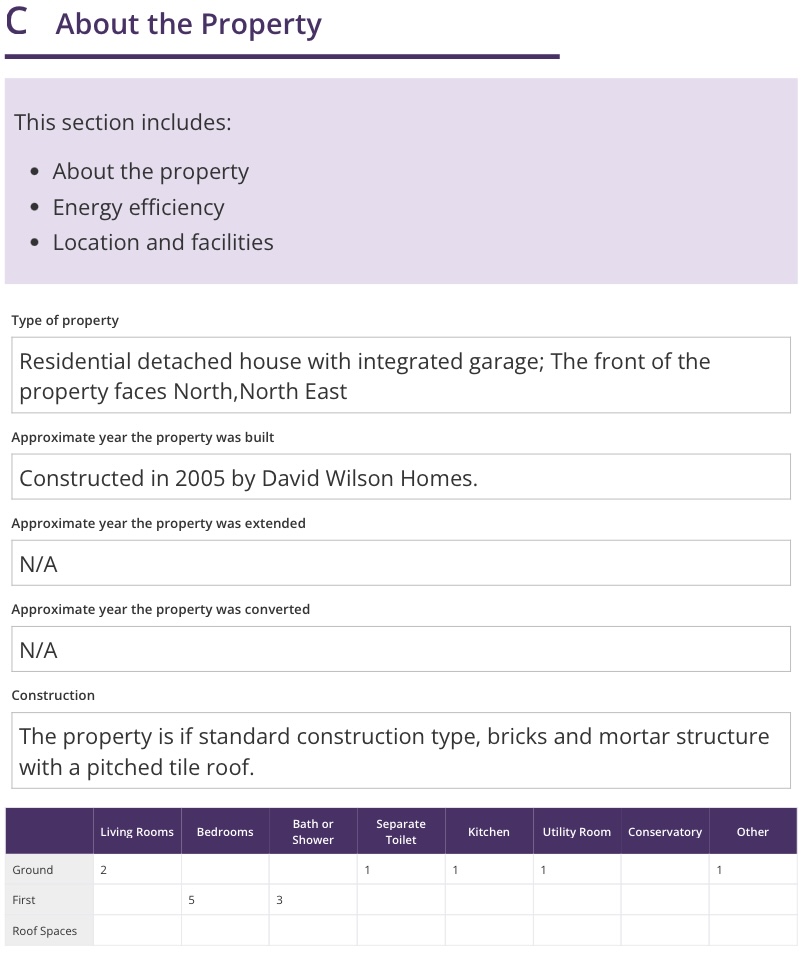 C About the Property
This section includes:
• About the property
• Energy efficiency
• Location and facilities
Type of property
Residential detached house with integrated garage; The front of the
property faces North,North East
Approximate year the property was built
Constructed in 2005 by David Wilson Homes.
Approximate year the property was extended
N/A
Approximate year the property was converted
N/A
Construction
The property is if standard construction type, bricks and mortar structure
with a pitched tile roof.
Living Rooms Bedrooms Bath or Shower Separate Toilet Kitchen Utility Room Conservatory Other
Ground 2 1 1 1 1
First 5 3
Roof Spaces